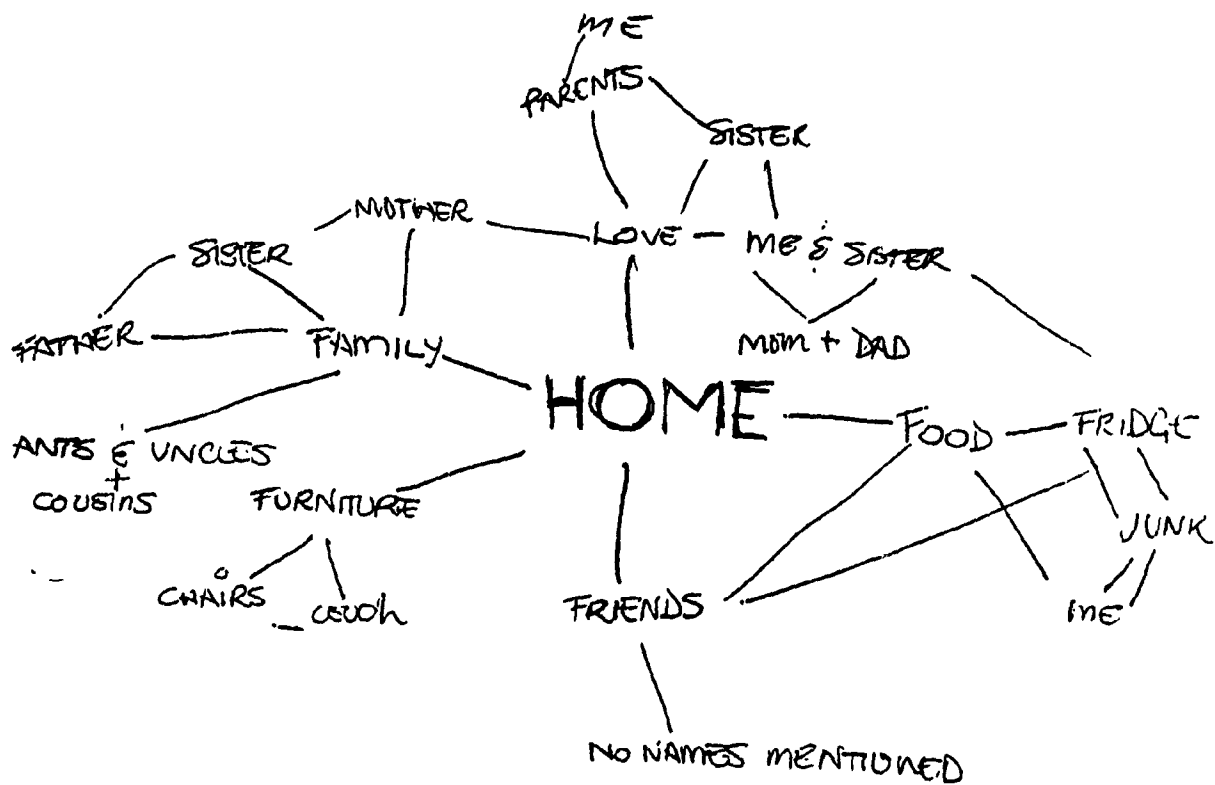 ME
PARENTS
SISTER
MOTHER
LOVE
ME & SISTER
SISTER
FATHER
FAMILY
MOM + DAD
HOME
FOOD
FRIDGE
ANTS & UNCLES
+
COUSINS
FURNITURE
JUNK
CHAIRS
FRIENDS
ME
NO NAMES MENTIONED